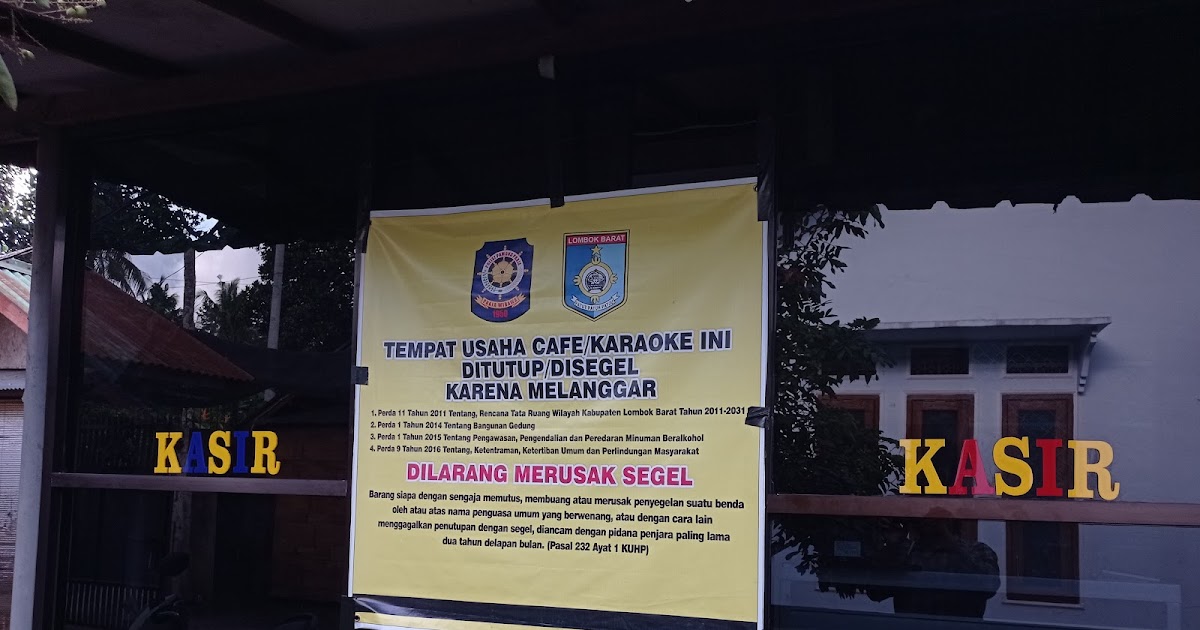 LOMBOK BARAT
PRAJA WIBAWA
1950
TEMPAT USAHA CAFE/KARAOKE INI
DITUTUP/DISEGEL
KARENA MELANGGAR
1. Perda 11 Tahun 2011 Tentang, Rencana Tata Ruang Wilayah Kabupaten Lombok Barat Tahun 2011-2031
2. Perda 1 Tahun 2014 Tentang Bangunan Gedung
3. Perda 1 Tahun 2015 Tentang Pengawasan, Pengendalian dan Peredaran Minuman Beralkohol
4. Perda 9 Tahun 2016 Tentang, Ketentraman, Ketertiban Umum dan Perlindungan Masyarakat
DILARANG MERUSAK SEGEL
Barang siapa dengan sengaja memutus, membuang atau merusak penyegelan suatu benda
oleh atau atas nama penguasa umum yang berwenang, atau dengan cara lain
menggagalkan penutupan dengan segel, diancam dengan pidana penjara paling lama
dua tahun delapan bulan. (Pasal 232 Ayat 1 KUHP)
KASIR
KASIR